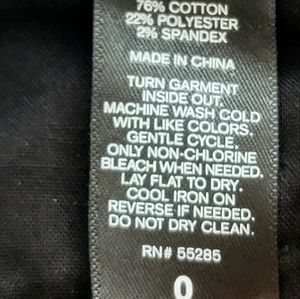 76% COTTON
22% POLYESTER
2% SPANDEX
MADE IN CHINA
TURN GARMENT
INSIDE OUT.
MACHINE WASH COLD
WITH LIKE COLORS.
GENTLE CYCLE.
ONLY NON-CHLORINE
BLEACH WHEN NEEDED.
LAY FLAT TO DRY.
COOL IRON ON
REVERSE IF NEEDED.
DO NOT DRY CLEAN.
RN# 55285
0